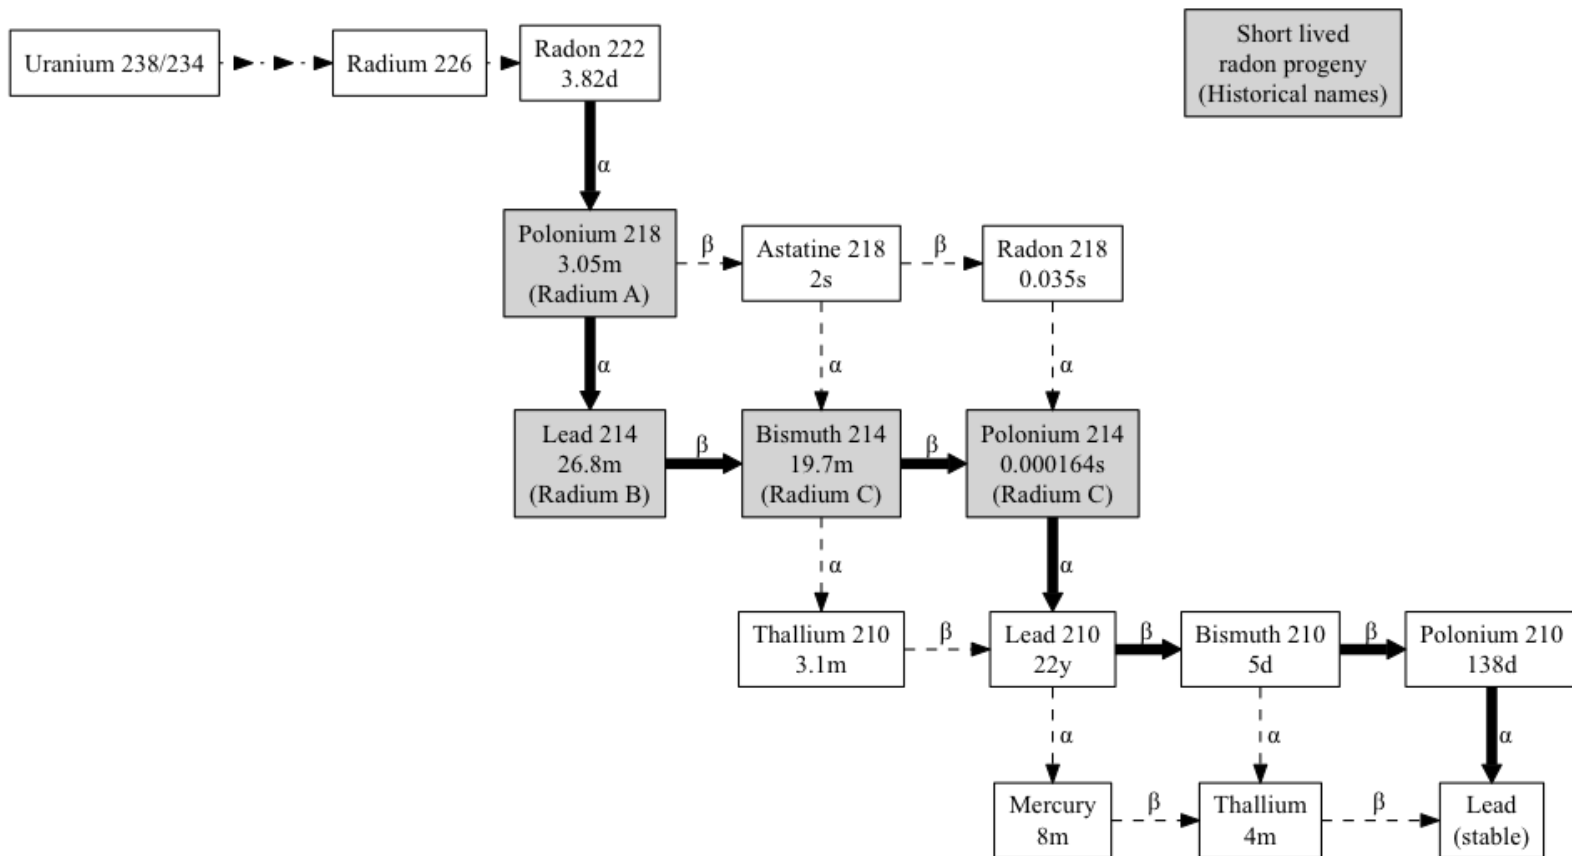 Uranium 238/234
Radium 226
Radon 222
3.82d
Short lived
radon progeny
(Historical names)
α
Polonium 218
3.05m
(Radium A)
β
Astatine 218
2s
β
Radon 218
0.035s
α
α
α
Lead 214
26.8m
(Radium B)
β
Bismuth 214
19.7m
(Radium C)
β
Polonium 214
0.000164s
(Radium C)
α
α
Thallium 210
3.1m
β
Lead 210
22y
β
Bismuth 210
5d
β
Polonium 210
138d
α
α
α
Mercury
8m
β
Thallium
4m
β
Lead
(stable)